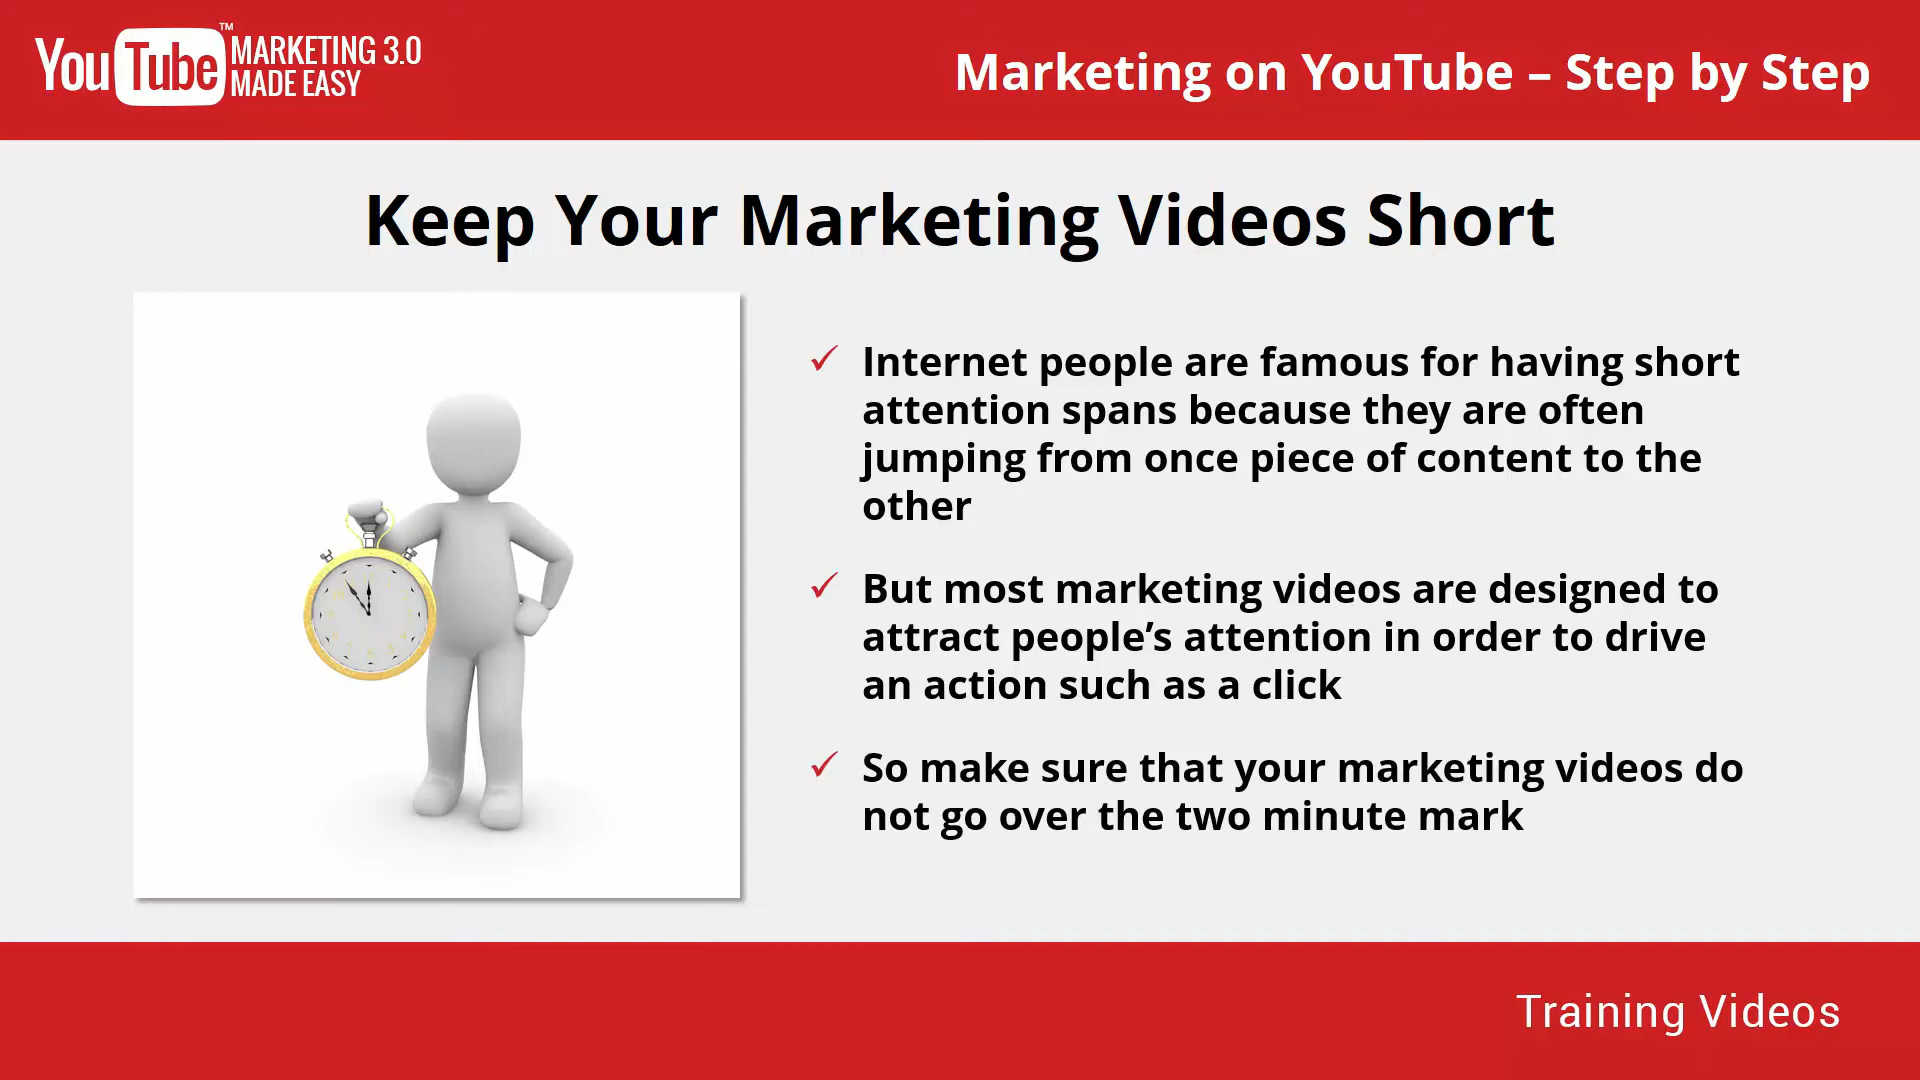 YouTube™ MARKETING 3.0
MADE EASY
Marketing on YouTube – Step by Step
Keep Your Marketing Videos Short
✓ Internet people are famous for having short
attention spans because they are often
jumping from once piece of content to the
other
✓ But most marketing videos are designed to
attract people’s attention in order to drive
an action such as a click
✓ So make sure that your marketing videos do
not go over the two minute mark
Training Videos